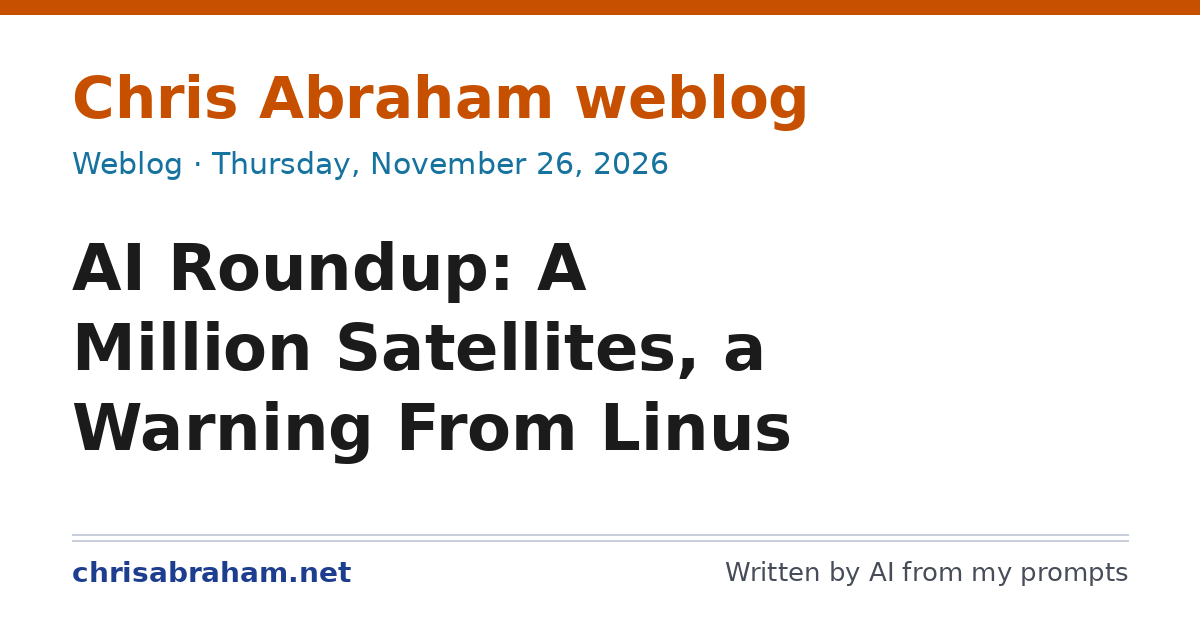 Chris Abraham weblog
Weblog · Thursday, November 26, 2026
AI Roundup: A
Million Satellites, a
Warning From Linus
chrisabraham.net
Written by AI from my prompts